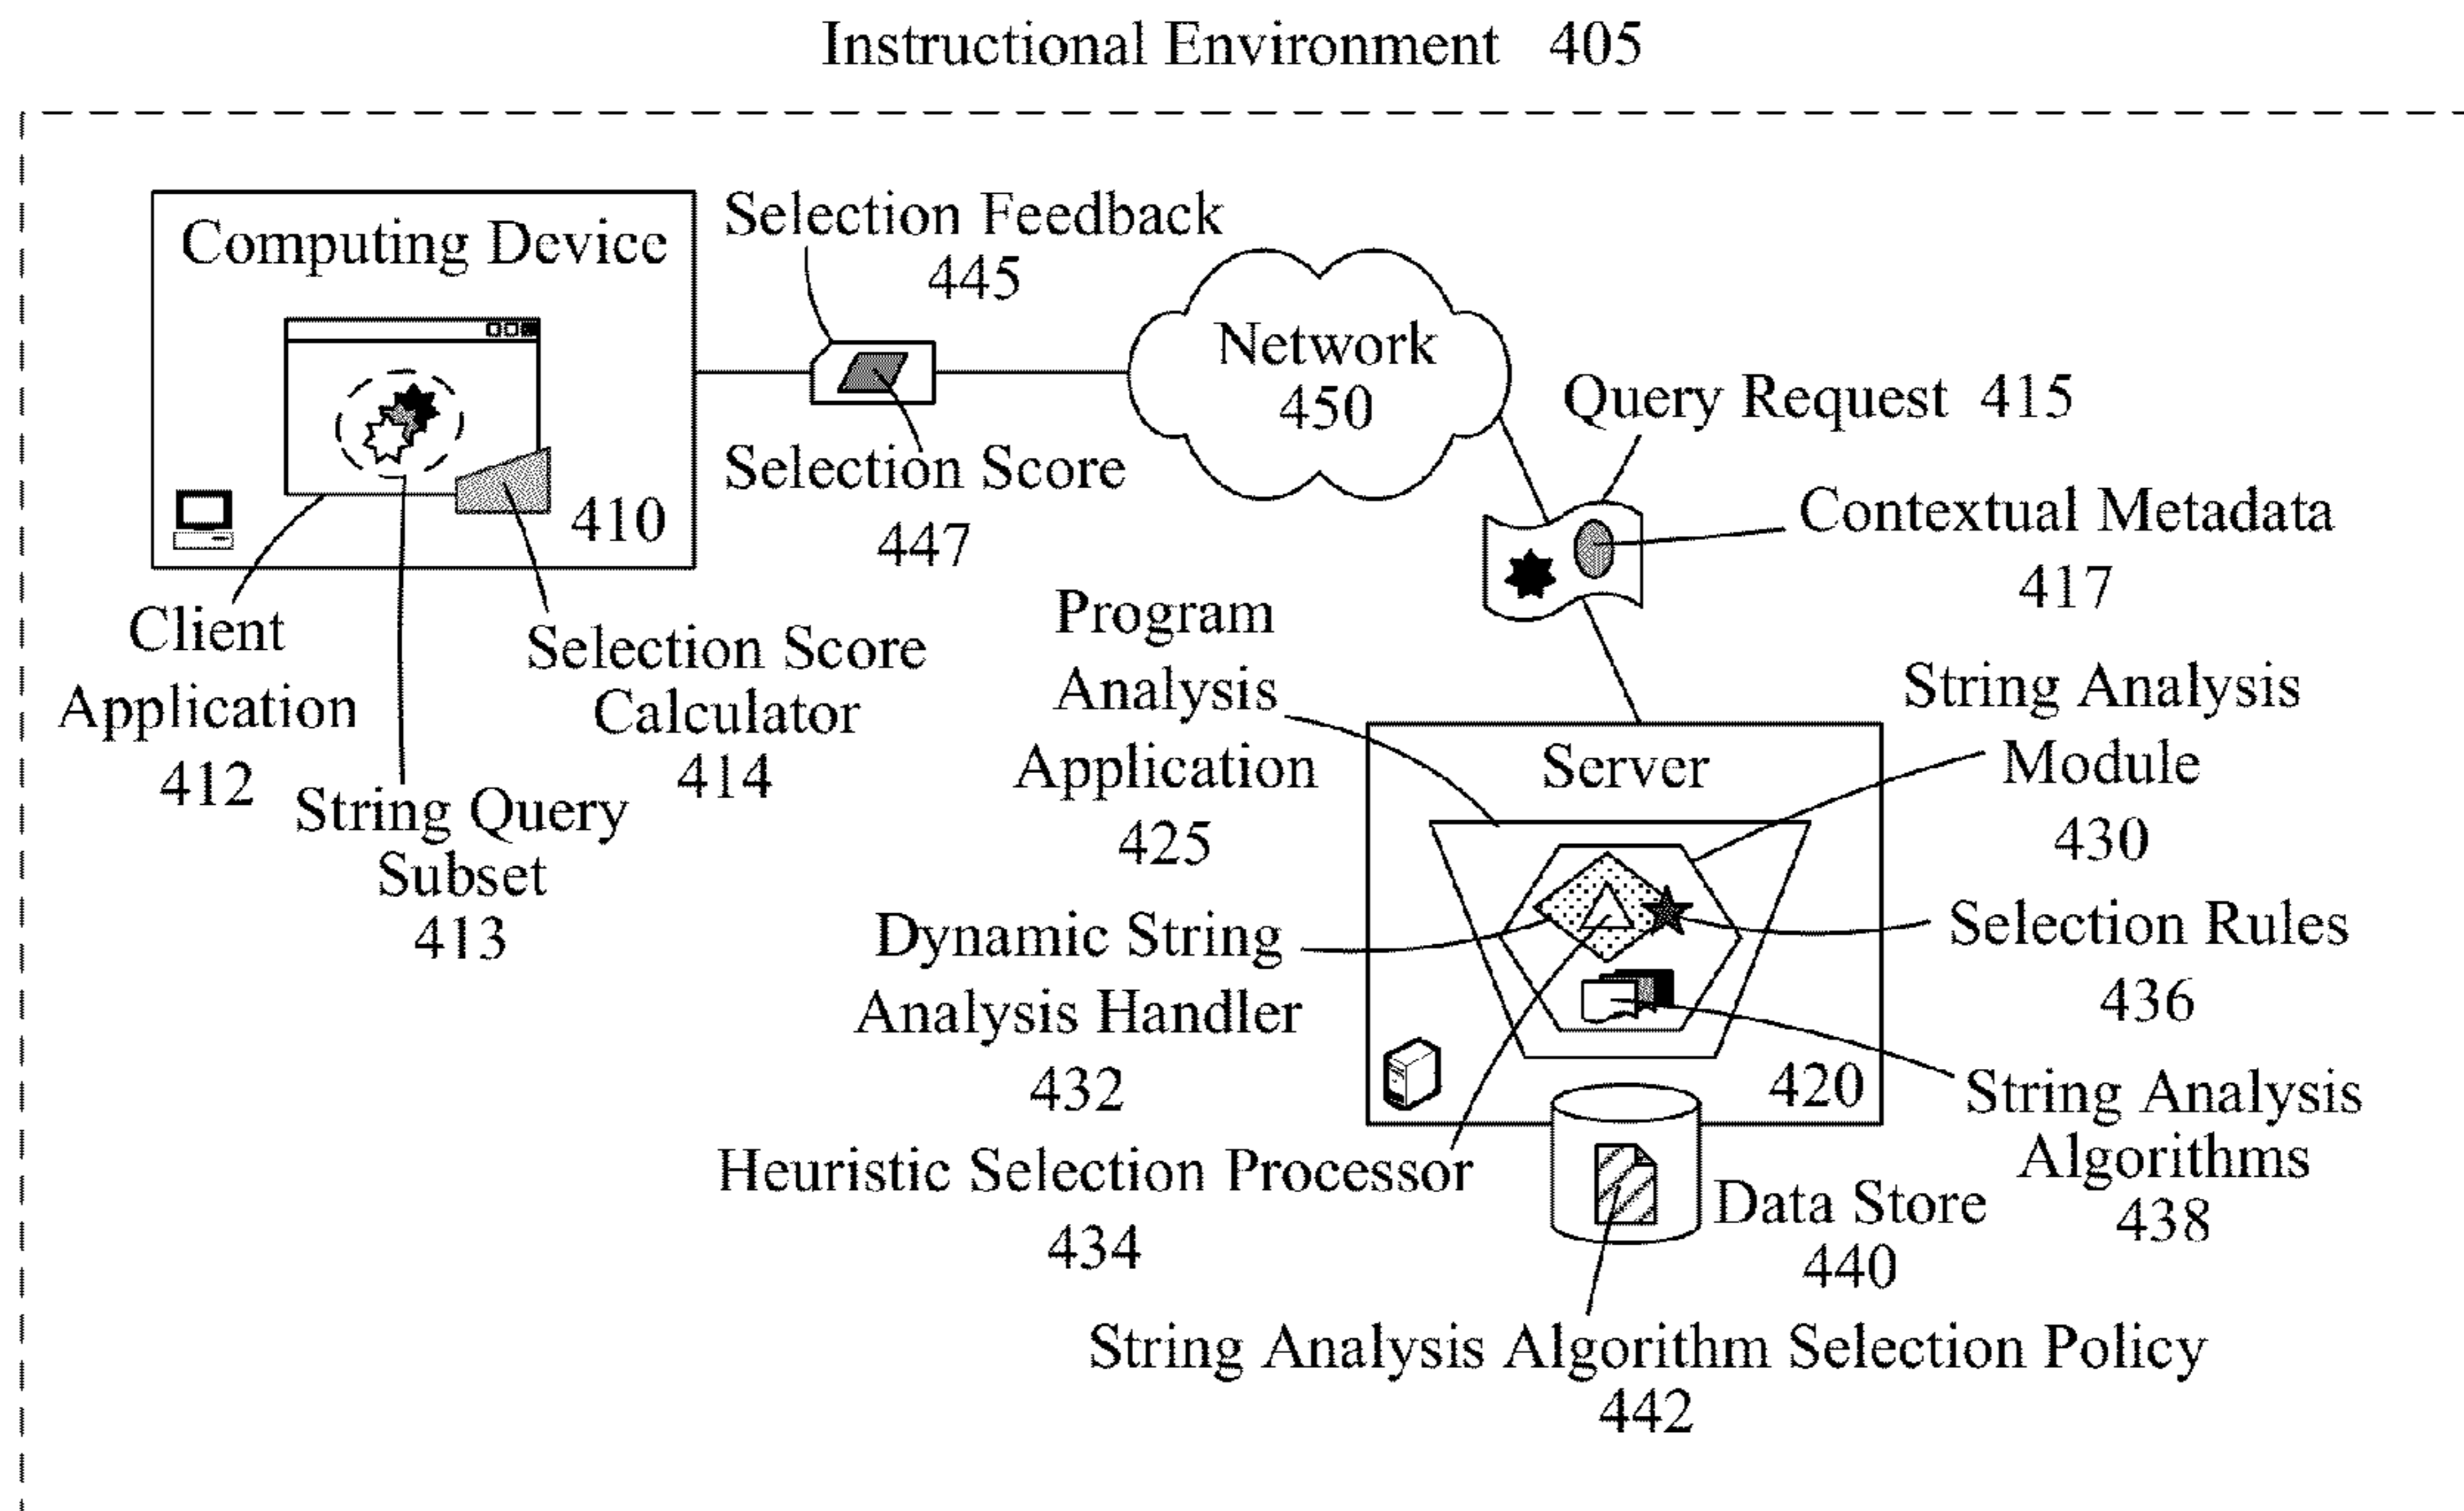 Instructional Environment 405
Computing Device
410
Selection Feedback
445
Selection Score
447
Network
450
Query Request 415
Contextual Metadata
417
Client
Application
412
String Query
Subset
413
Selection Score
Calculator
414
Program
Analysis
Application
425
Server
420
String Analysis
Module
430
Dynamic String
Analysis Handler
432
Selection Rules
436
Heuristic Selection Processor
434
String Analysis
Algorithms
438
Data Store
440
String Analysis Algorithm Selection Policy
442